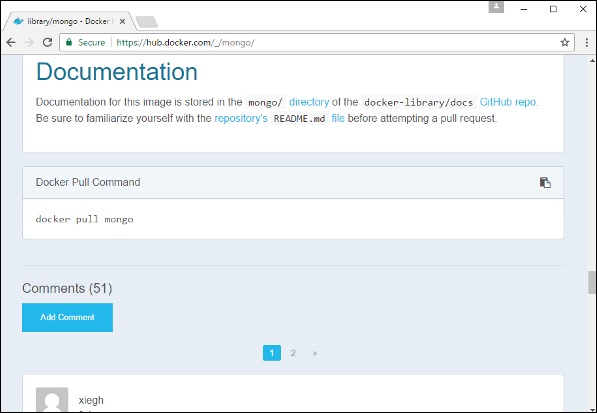 library/mongo - Docker
Secure https://hub.docker.com/_/mongo/
Documentation
Documentation for this image is stored in the mongo/ directory of the docker-library/docs GitHub repo.
Be sure to familiarize yourself with the repository's README.md file before attempting a pull request.
Docker Pull Command
docker pull mongo
Comments (51)
Add Comment
1 2 »
xiegh